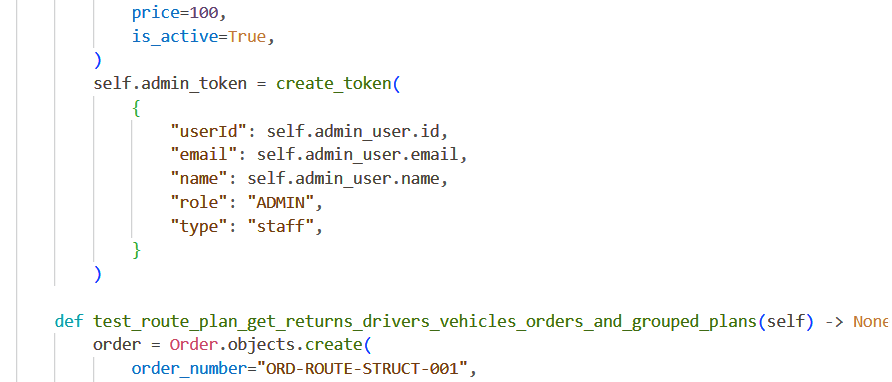 price=100,
is_active=True,
)
self.admin_token = create_token(
{
"userId": self.admin_user.id,
"email": self.admin_user.email,
"name": self.admin_user.name,
"role": "ADMIN",
"type": "staff",
}
)
def test_route_plan_get_returns_drivers_vehicles_orders_and_grouped_plans(self) -> None
order = Order.objects.create(
order_number="ORD-ROUTE-STRUCT-001",